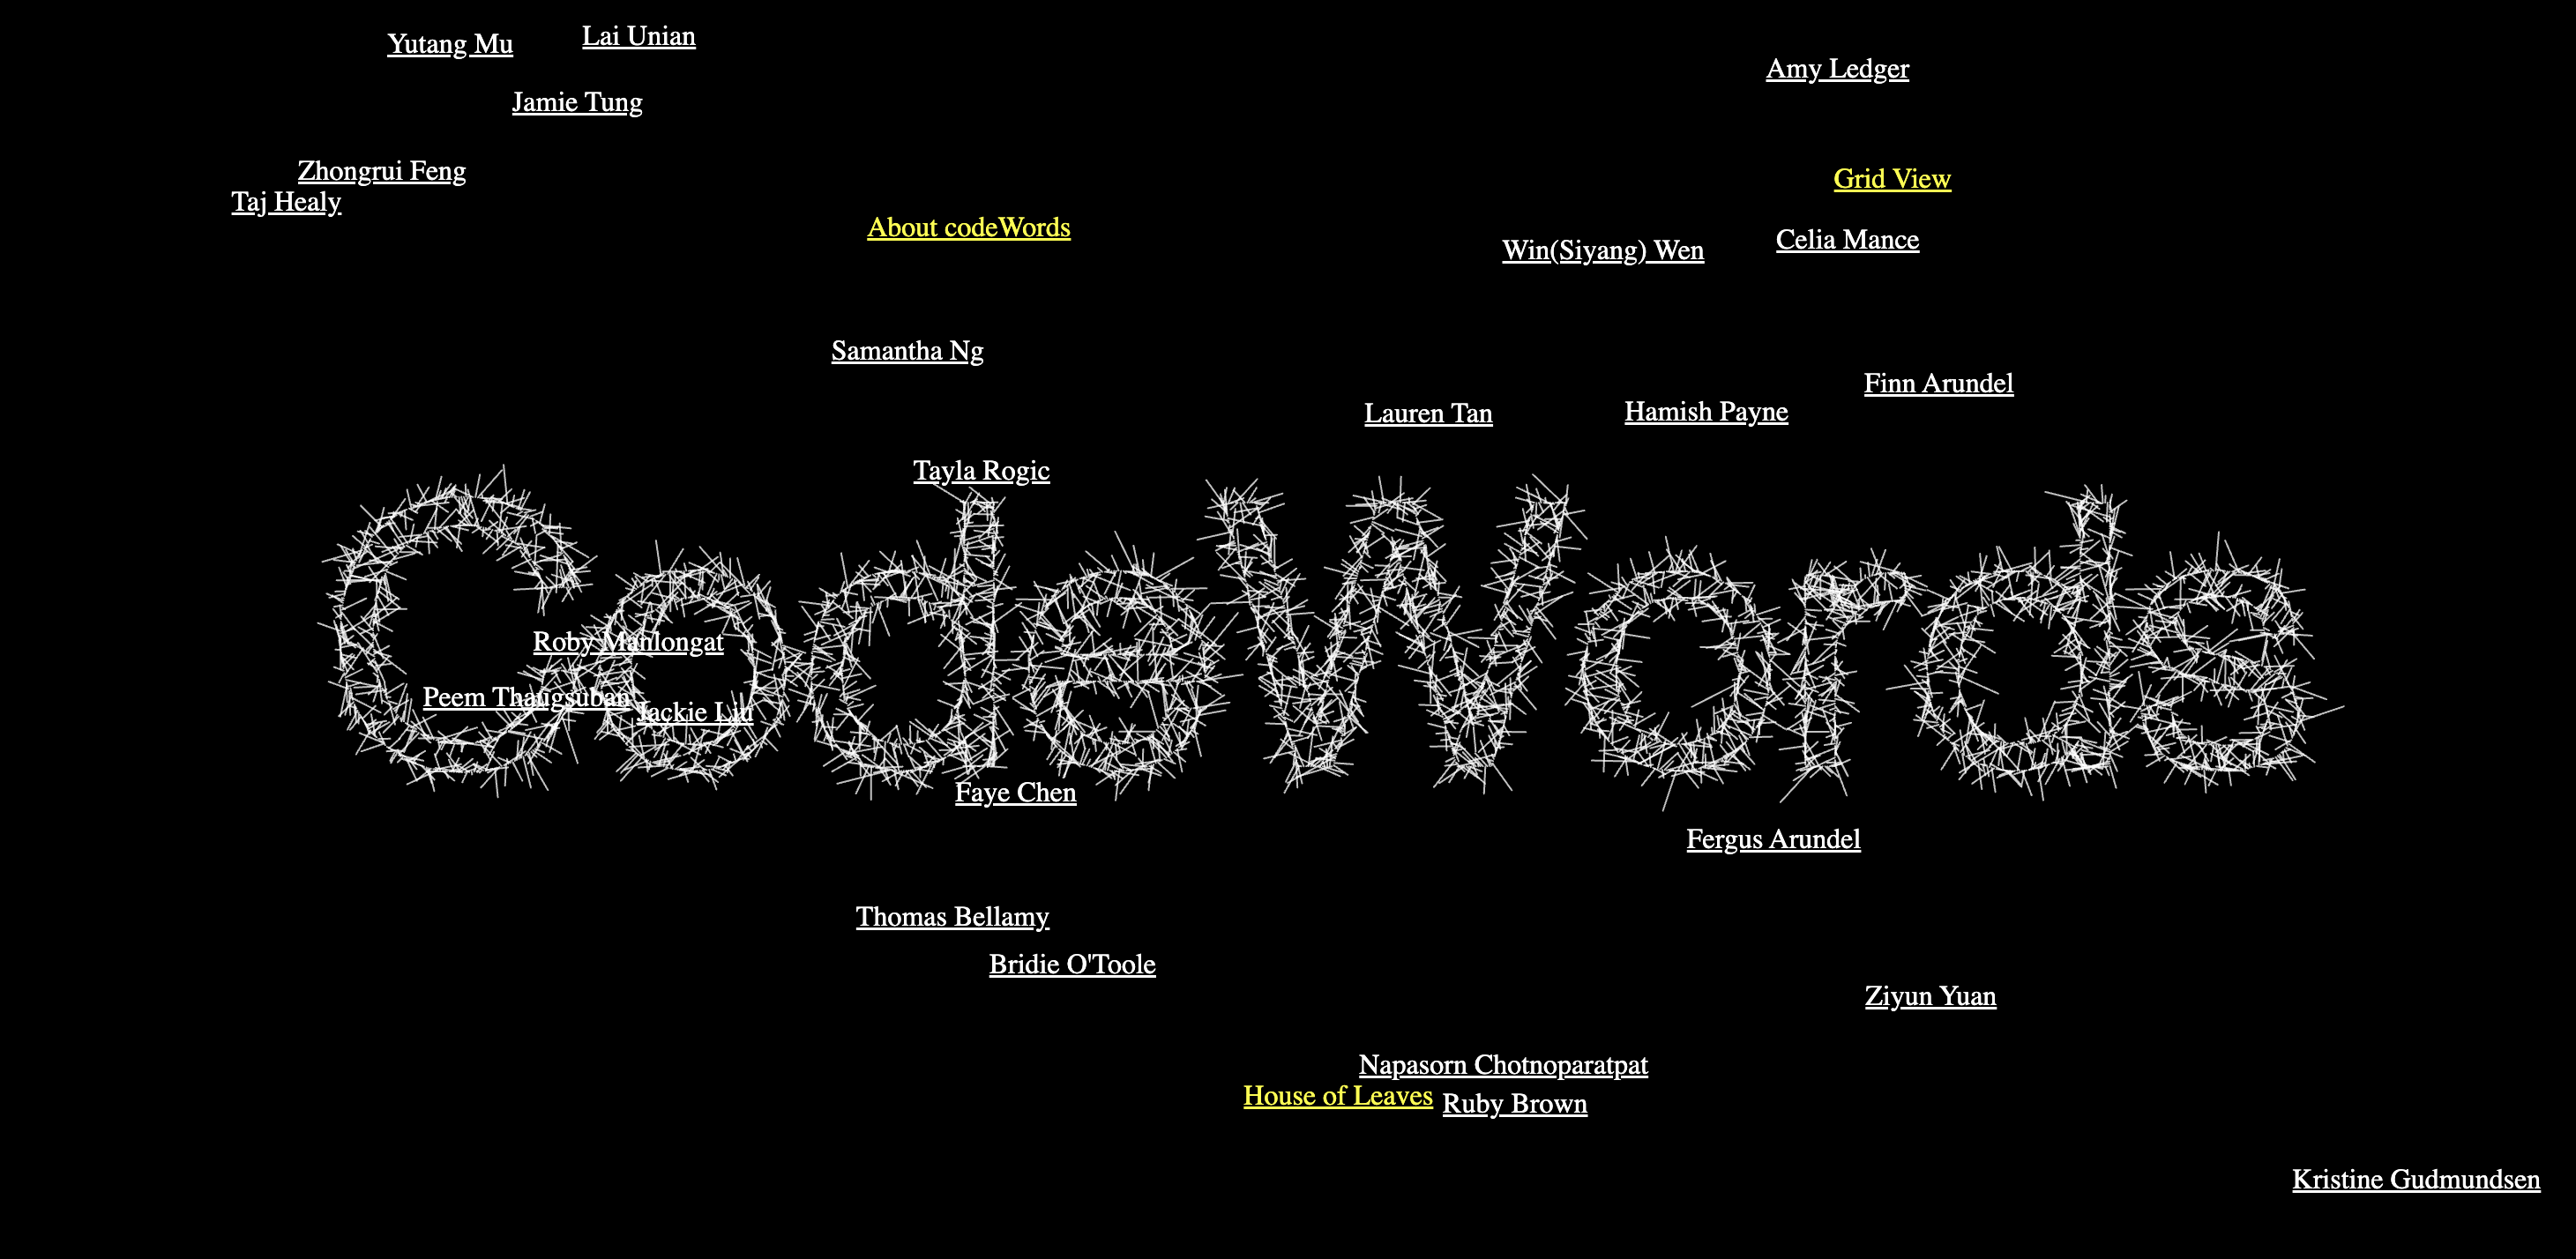 Yutang Mu
Lai Unian
Jamie Tung
Amy Ledger
Zhongrui Feng
Taj Healy
Grid View
About codeWords
Win(Siyang) Wen
Celia Mance
Samantha Ng
Finn Arundel
Lauren Tan
Hamish Payne
Tayla Rogic
CodeWords
Roby Manlongat
Peem Thaugsuban
Jackie Liu
Faye Chen
Fergus Arundel
Thomas Bellamy
Bridie O'Toole
Ziyun Yuan
Napasorn Chotnoparatpat
House of Leaves
Ruby Brown
Kristine Gudmundsen